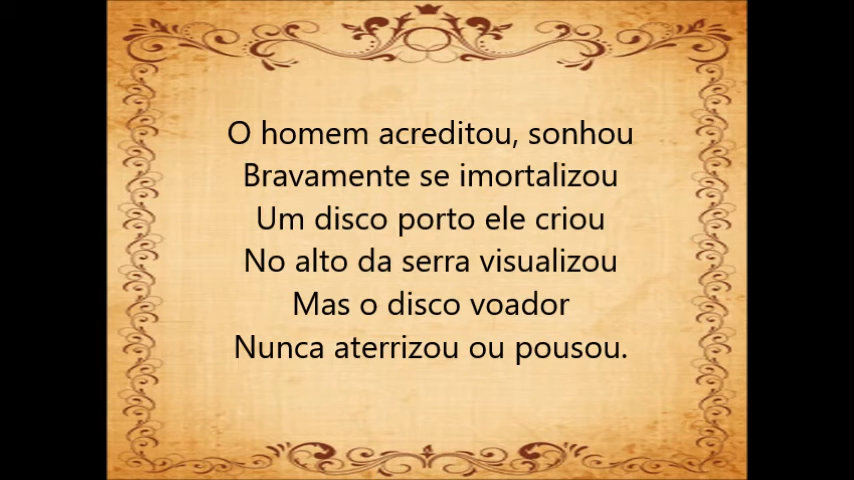 O homem acreditou, sonhou
Bravamente se imortalizou
Um disco porto ele criou
No alto da serra visualizou
Mas o disco voador
Nunca aterrizou ou pousou.